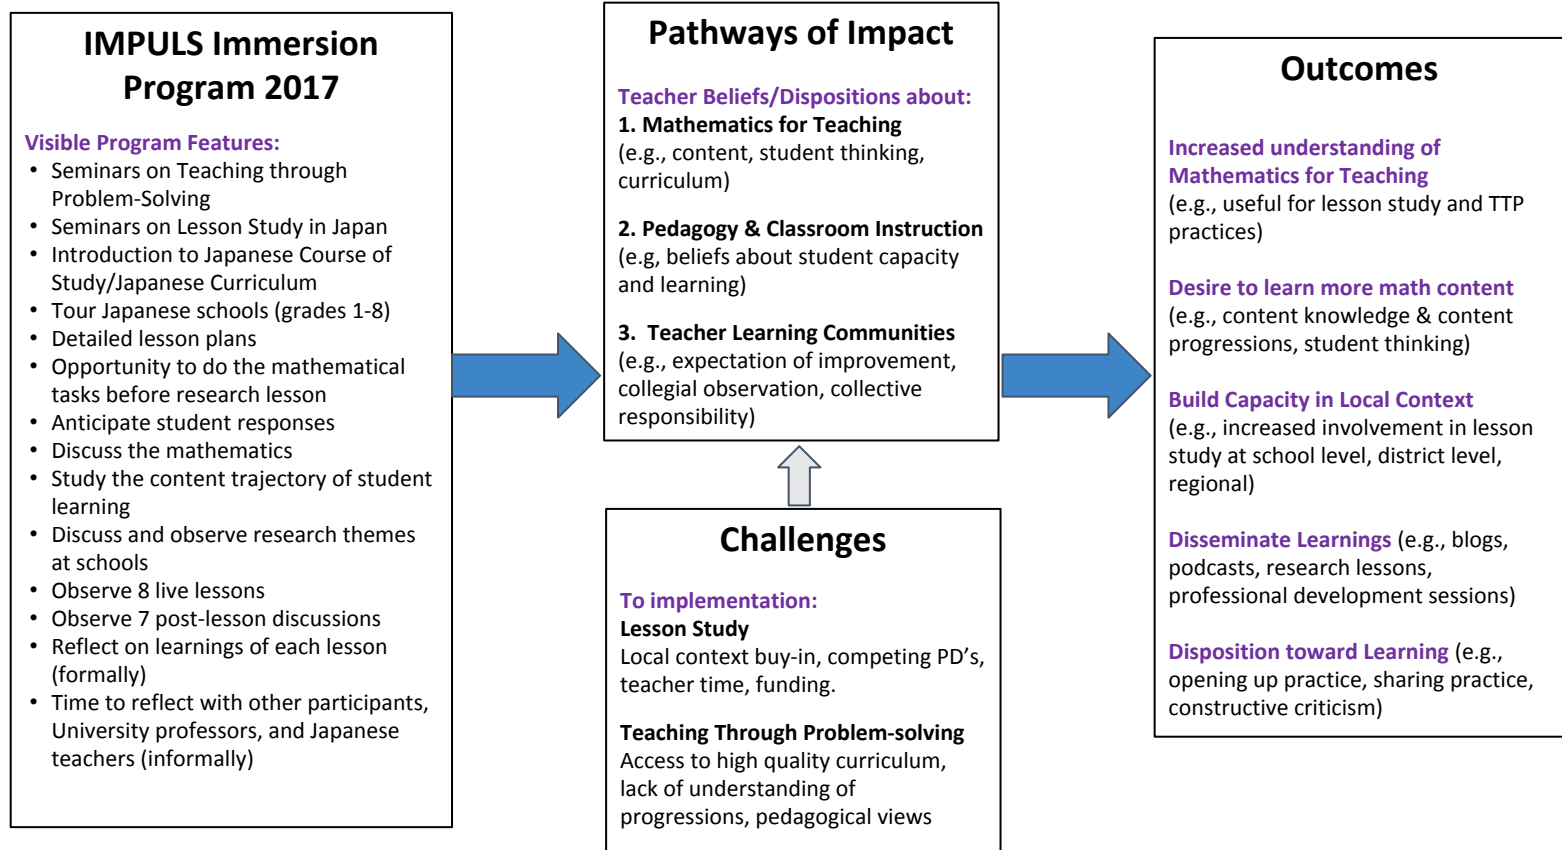 IMPULS Immersion
Program 2017
Visible Program Features:
• Seminars on Teaching through
Problem-Solving
• Seminars on Lesson Study in Japan
• Introduction to Japanese Course of
Study/Japanese Curriculum
• Tour Japanese schools (grades 1-8)
• Detailed lesson plans
• Opportunity to do the mathematical
tasks before research lesson
• Anticipate student responses
• Discuss the mathematics
• Study the content trajectory of student
learning
• Discuss and observe research themes
at schools
• Observe 8 live lessons
• Observe 7 post-lesson discussions
• Reflect on learnings of each lesson
(formally)
• Time to reflect with other participants,
University professors, and Japanese
teachers (informally)
Pathways of Impact
Teacher Beliefs/Dispositions about:
1. Mathematics for Teaching
(e.g., content, student thinking,
curriculum)
2. Pedagogy & Classroom Instruction
(e.g, beliefs about student capacity
and learning)
3. Teacher Learning Communities
(e.g., expectation of improvement,
collegial observation, collective
responsibility)
Challenges
To implementation:
Lesson Study
Local context buy-in, competing PD's,
teacher time, funding.
Teaching Through Problem-solving
Access to high quality curriculum,
lack of understanding of
progressions, pedagogical views
Outcomes
Increased understanding of
Mathematics for Teaching
(e.g., useful for lesson study and TTP
practices)
Desire to learn more math content
(e.g., content knowledge & content
progressions, student thinking)
Build Capacity in Local Context
(e.g., increased involvement in lesson
study at school level, district level,
regional)
Disseminate Learnings (e.g., blogs,
podcasts, research lessons,
professional development sessions)
Disposition toward Learning (e.g.,
opening up practice, sharing practice,
constructive criticism)